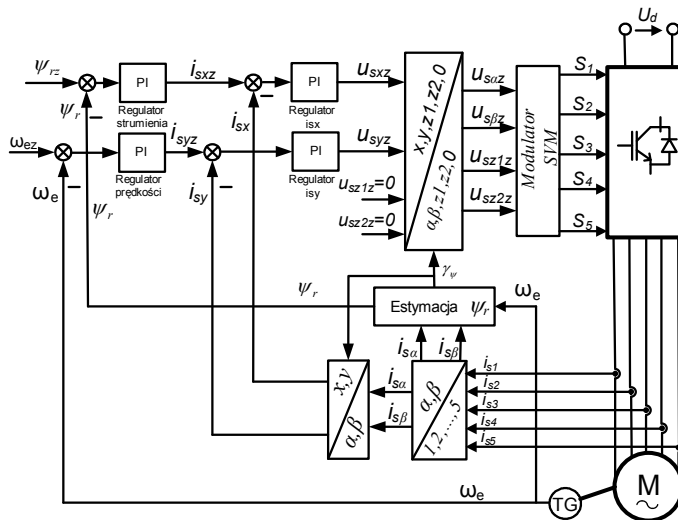 U_d
ψ_rz
PI
i_sxz
PI
u_sxz
u_sαz
S_1
ψ_r
Regulator
strumienia
i_sx
Regulator
isx
x,y,z1,z2,0
u_sβz
Modulator
SVM
S_2
ω_ez
PI
i_syz
PI
u_syz
α,β,z1,z2,0
u_sz1z
S_3
ω_e
Regulator
prędkości
i_sy
Regulator
isy
u_sz1z=0
u_sz2z
S_4
ψ_r
u_sz2z=0
S_5
γ_ψ
ψ_r
Estymacja ψ_r
ω_e
i_sα
i_sβ
x,y
α,β
i_sα
i_sβ
α,β
1,2,...,5
i_s1
i_s2
i_s3
i_s4
i_s5
ω_e
TG
M
~